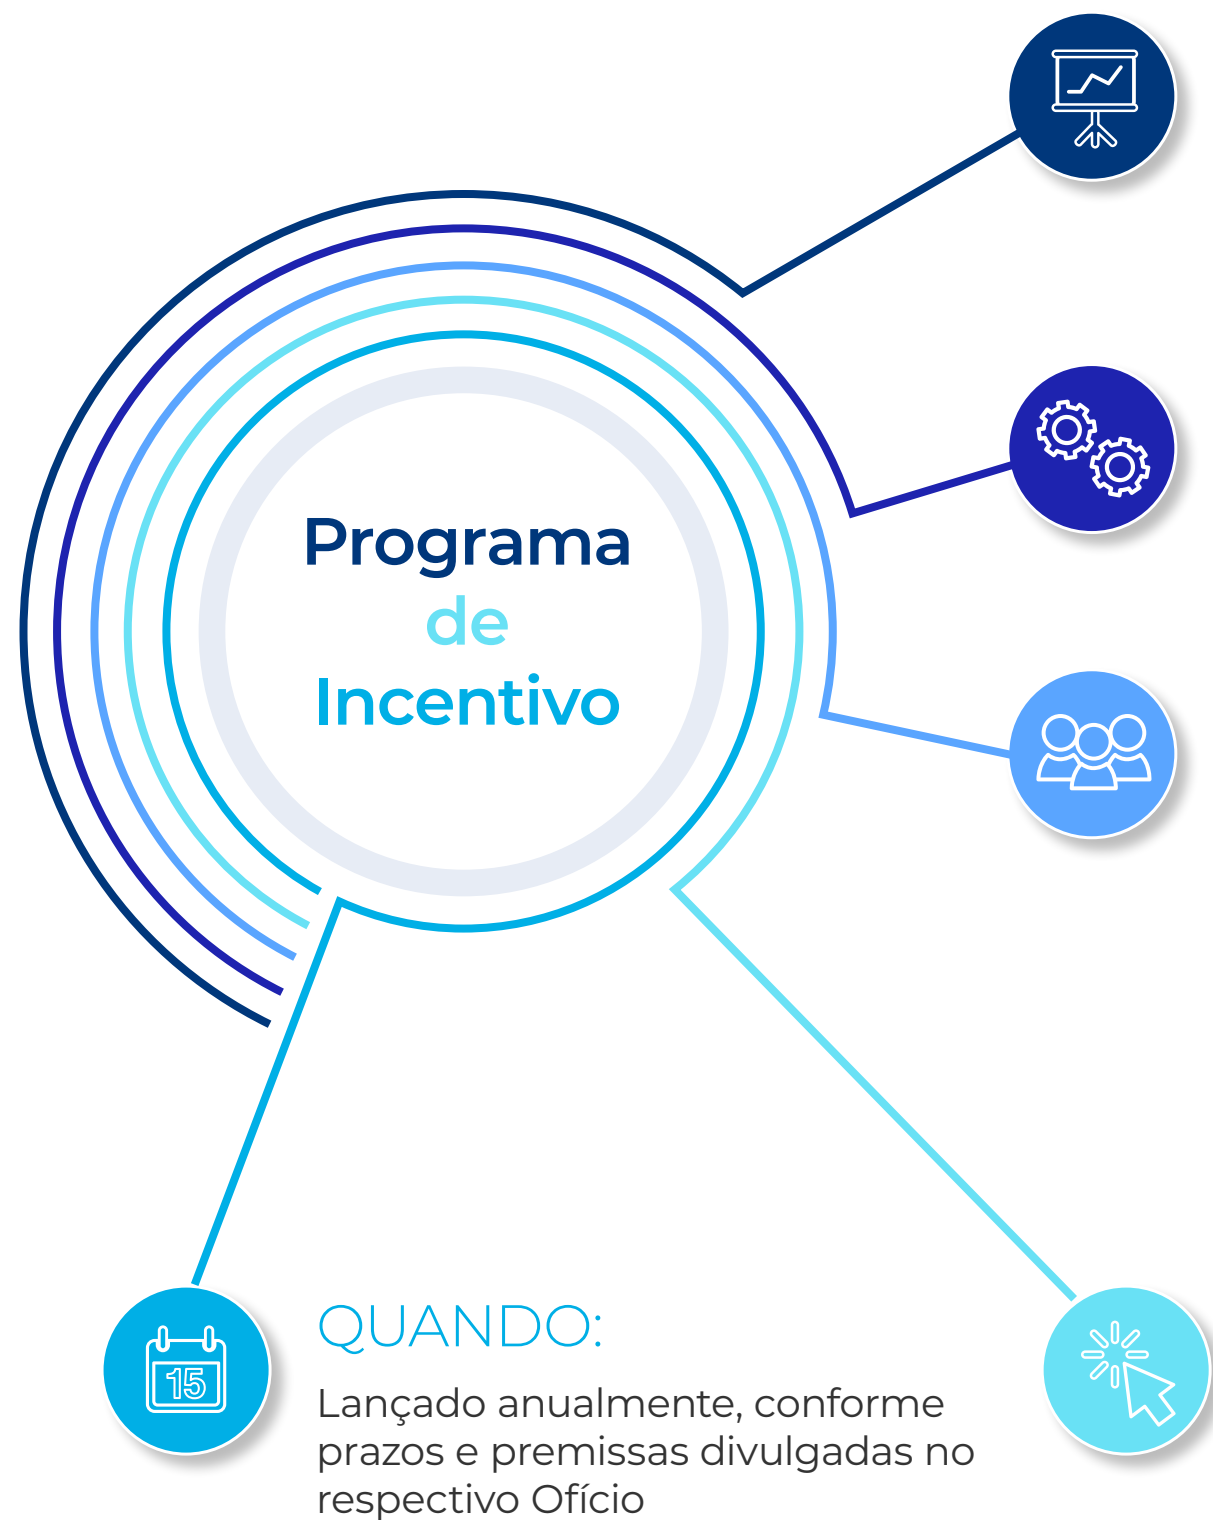 Programa
de
Incentivo
15
QUANDO:
Lançado anualmente, conforme
prazos e premissas divulgadas no
respectivo Ofício